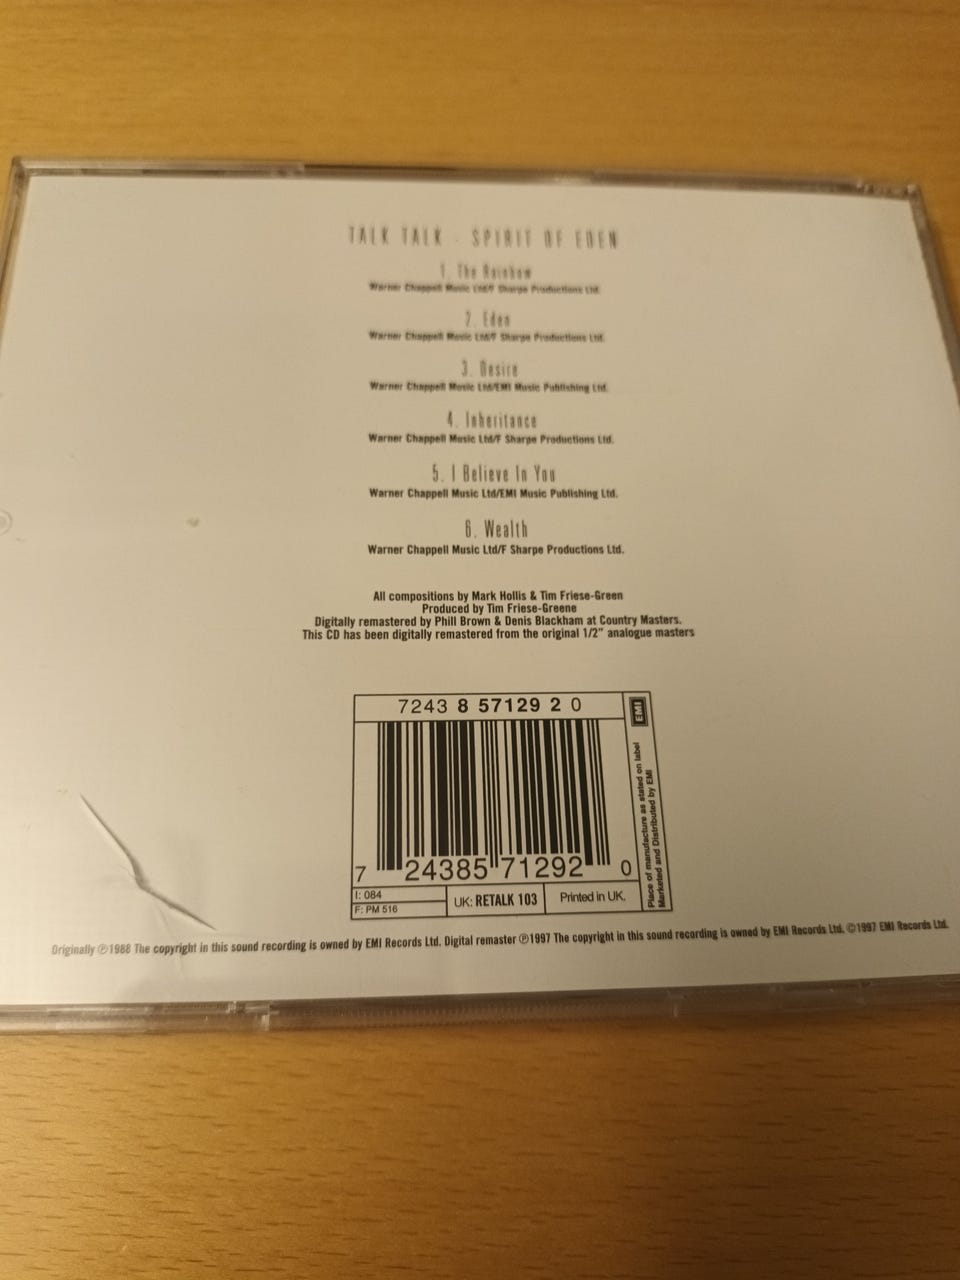 TALK TALK - SPIRIT OF EDEN
1. The Rainbow
Warner Chappell Music Ltd/F Sharpe Productions Ltd.
2. Eden
Warner Chappell Music Ltd/F Sharpe Productions Ltd.
3. Desire
Warner Chappell Music Ltd/EMI Music Publishing Ltd.
4. Inheritance
Warner Chappell Music Ltd/F Sharpe Productions Ltd.
5. I Believe In You
Warner Chappell Music Ltd/EMI Music Publishing Ltd.
6. Wealth
Warner Chappell Music Ltd/F Sharpe Productions Ltd.
All compositions by Mark Hollis & Tim Friese-Green
Produced by Tim Friese-Greene
Digitally remastered by Phill Brown & Denis Blackham at Country Masters.
This CD has been digitally remastered from the original 1/2" analogue masters
7243 8 57129 2 0
EMI
Place of manufacture as stated on label
Marketed and Distributed by EMI
7 24385 71292 0
I: 084
F: PM 516
UK: RETALK 103
Printed in UK.
Originally ℗1988 The copyright in this sound recording is owned by EMI Records Ltd. Digital remaster ℗1997 The copyright in this sound recording is owned by EMI Records Ltd. ©1997 EMI Records Ltd.